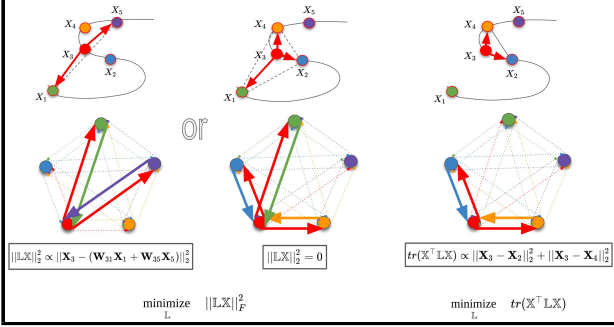 X₅
X₄
X₃
X₂
X₁
X₅
X₄
X₃
X₂
X₁
X₅
X₄
X₃
X₂
X₁
or
||𝕃𝕏||²₂ ∝ ||𝐗₃ − (𝐖₃₁𝐗₁ + 𝐖₃₅𝐗₅)||²₂
||𝕃𝕏||²₂ = 0
tr(𝕏^⊤𝕃𝕏) ∝ ||𝐗₃ − 𝐗₂||²₂ + ||𝐗₃ − 𝐗₄||²₂
minimize ||𝕃𝕏||²_F
𝕃
minimize tr(𝕏^⊤𝕃𝕏)
𝕃